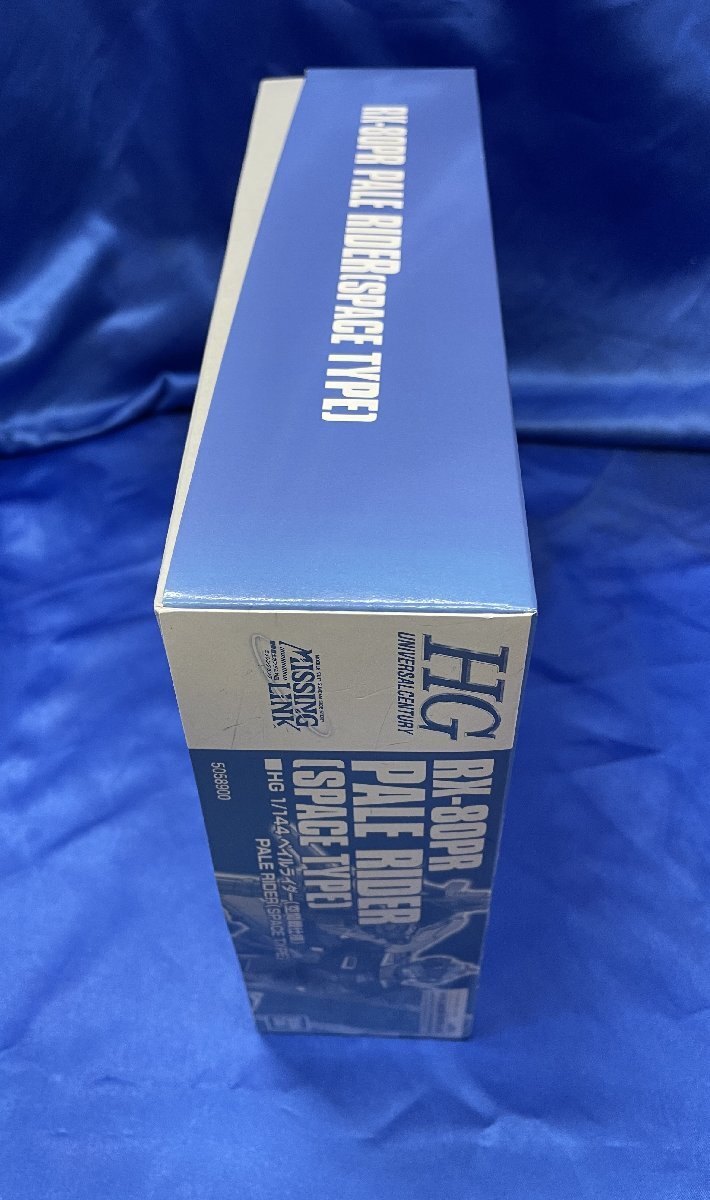 RX-80PR PALE RIDER(SPACE TYPE)
HG
UNIVERSAL CENTURY
MISSING
LINK
RX-80PR
PALE RIDER
(SPACE TYPE)
■HG 1/144 ペイルライダー(空間戦仕様)
PALE RIDER(SPACE TYPE)
5058900